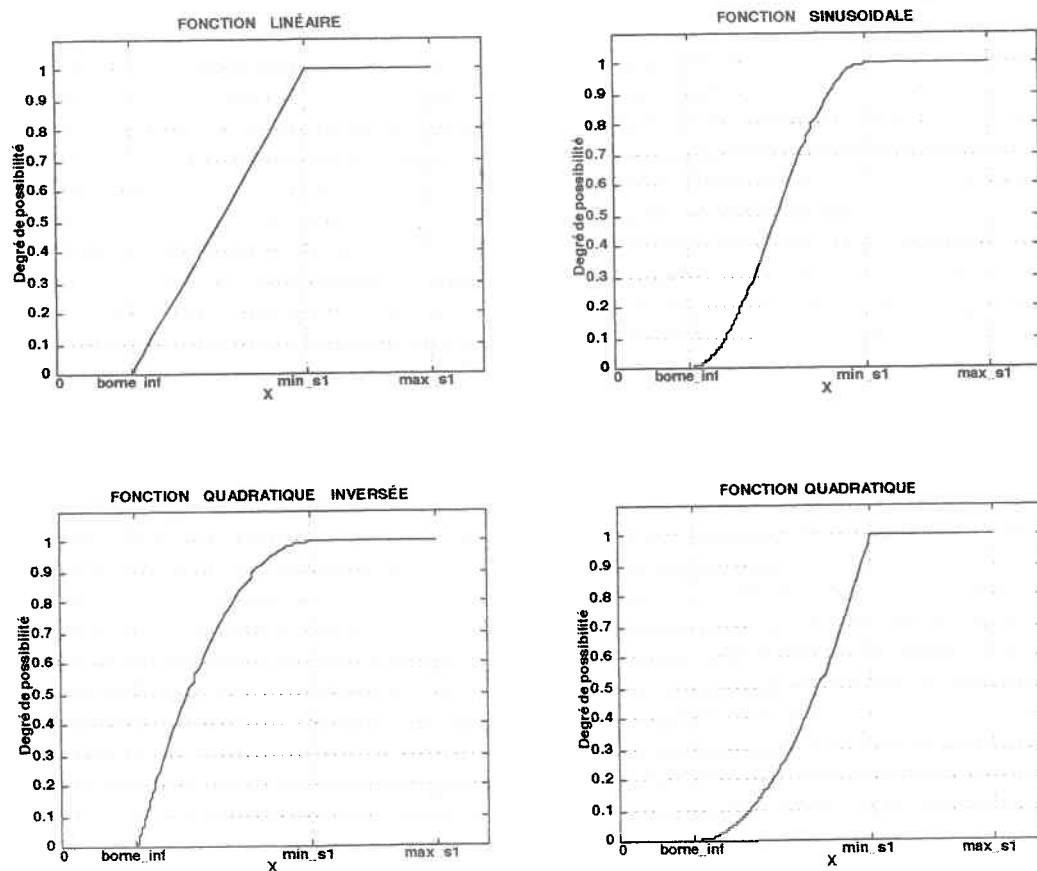 FONCTION LINÉAIRE
Degré de possibilité
1
0.9
0.8
0.7
0.6
0.5
0.4
0.3
0.2
0.1
0
0 borne_inf min_s1 max_s1
X
FONCTION SINUSOIDALE
Degré de possibilité
1
0.9
0.8
0.7
0.6
0.5
0.4
0.3
0.2
0.1
0
0 borne_inf min_s1 max_s1
X
FONCTION QUADRATIQUE INVERSÉE
Degré de possibilité
1
0.9
0.8
0.7
0.6
0.5
0.4
0.3
0.2
0.1
0
0 borne_inf min_s1 max_s1
X
FONCTION QUADRATIQUE
Degré de possibilité
1
0.9
0.8
0.7
0.6
0.5
0.4
0.3
0.2
0.1
0
0 borne_inf min_s1 max_s1
X